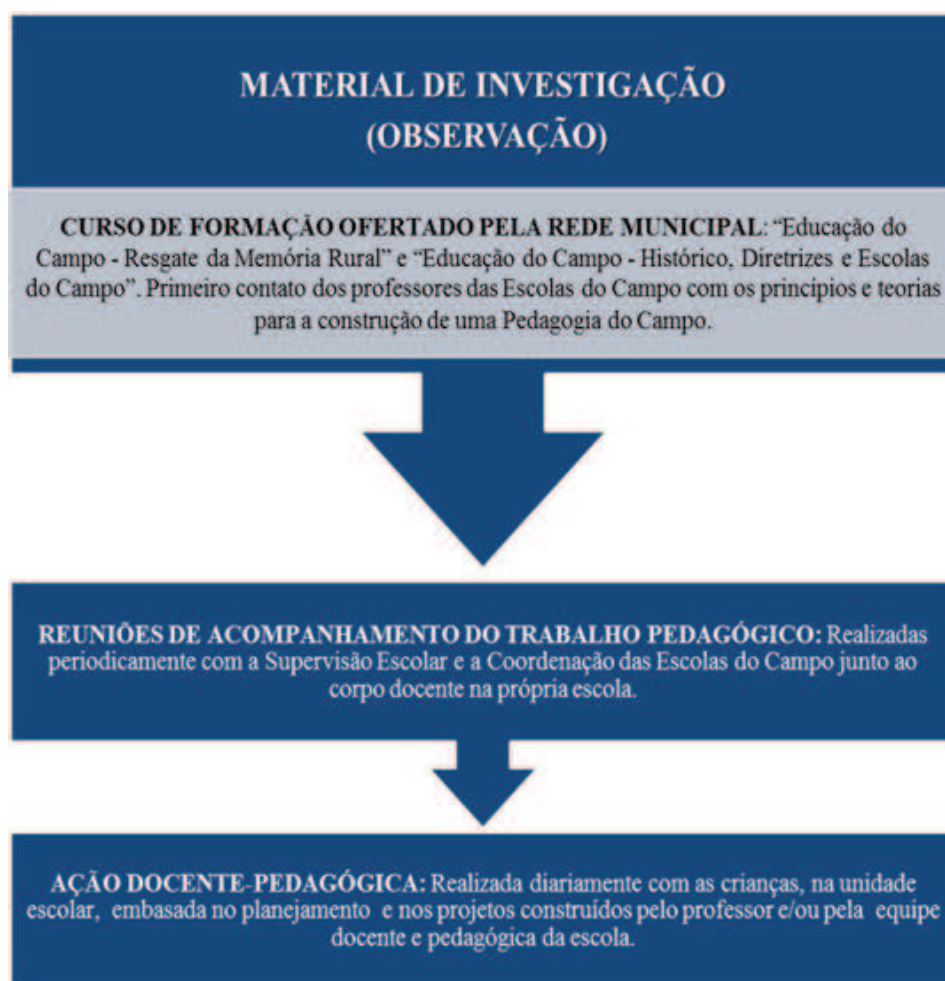 MATERIAL DE INVESTIGAÇÃO
(OBSERVAÇÃO)
CURSO DE FORMAÇÃO OFERTADO PELA REDE MUNICIPAL: “Educação do
Campo - Resgate da Memória Rural” e “Educação do Campo - Histórico, Diretrizes e Escolas
do Campo”. Primeiro contato dos professores das Escolas do Campo com os princípios e teorias
para a construção de uma Pedagogia do Campo.
REUNIÕES DE ACOMPANHAMENTO DO TRABALHO PEDAGÓGICO: Realizadas
periodicamente com a Supervisão Escolar e a Coordenação das Escolas do Campo junto ao
corpo docente na própria escola.
AÇÃO DOCENTE-PEDAGÓGICA: Realizada diariamente com as crianças, na unidade
escolar, embasada no planejamento e nos projetos construídos pelo professor e/ou pela equipe
docente e pedagógica da escola.